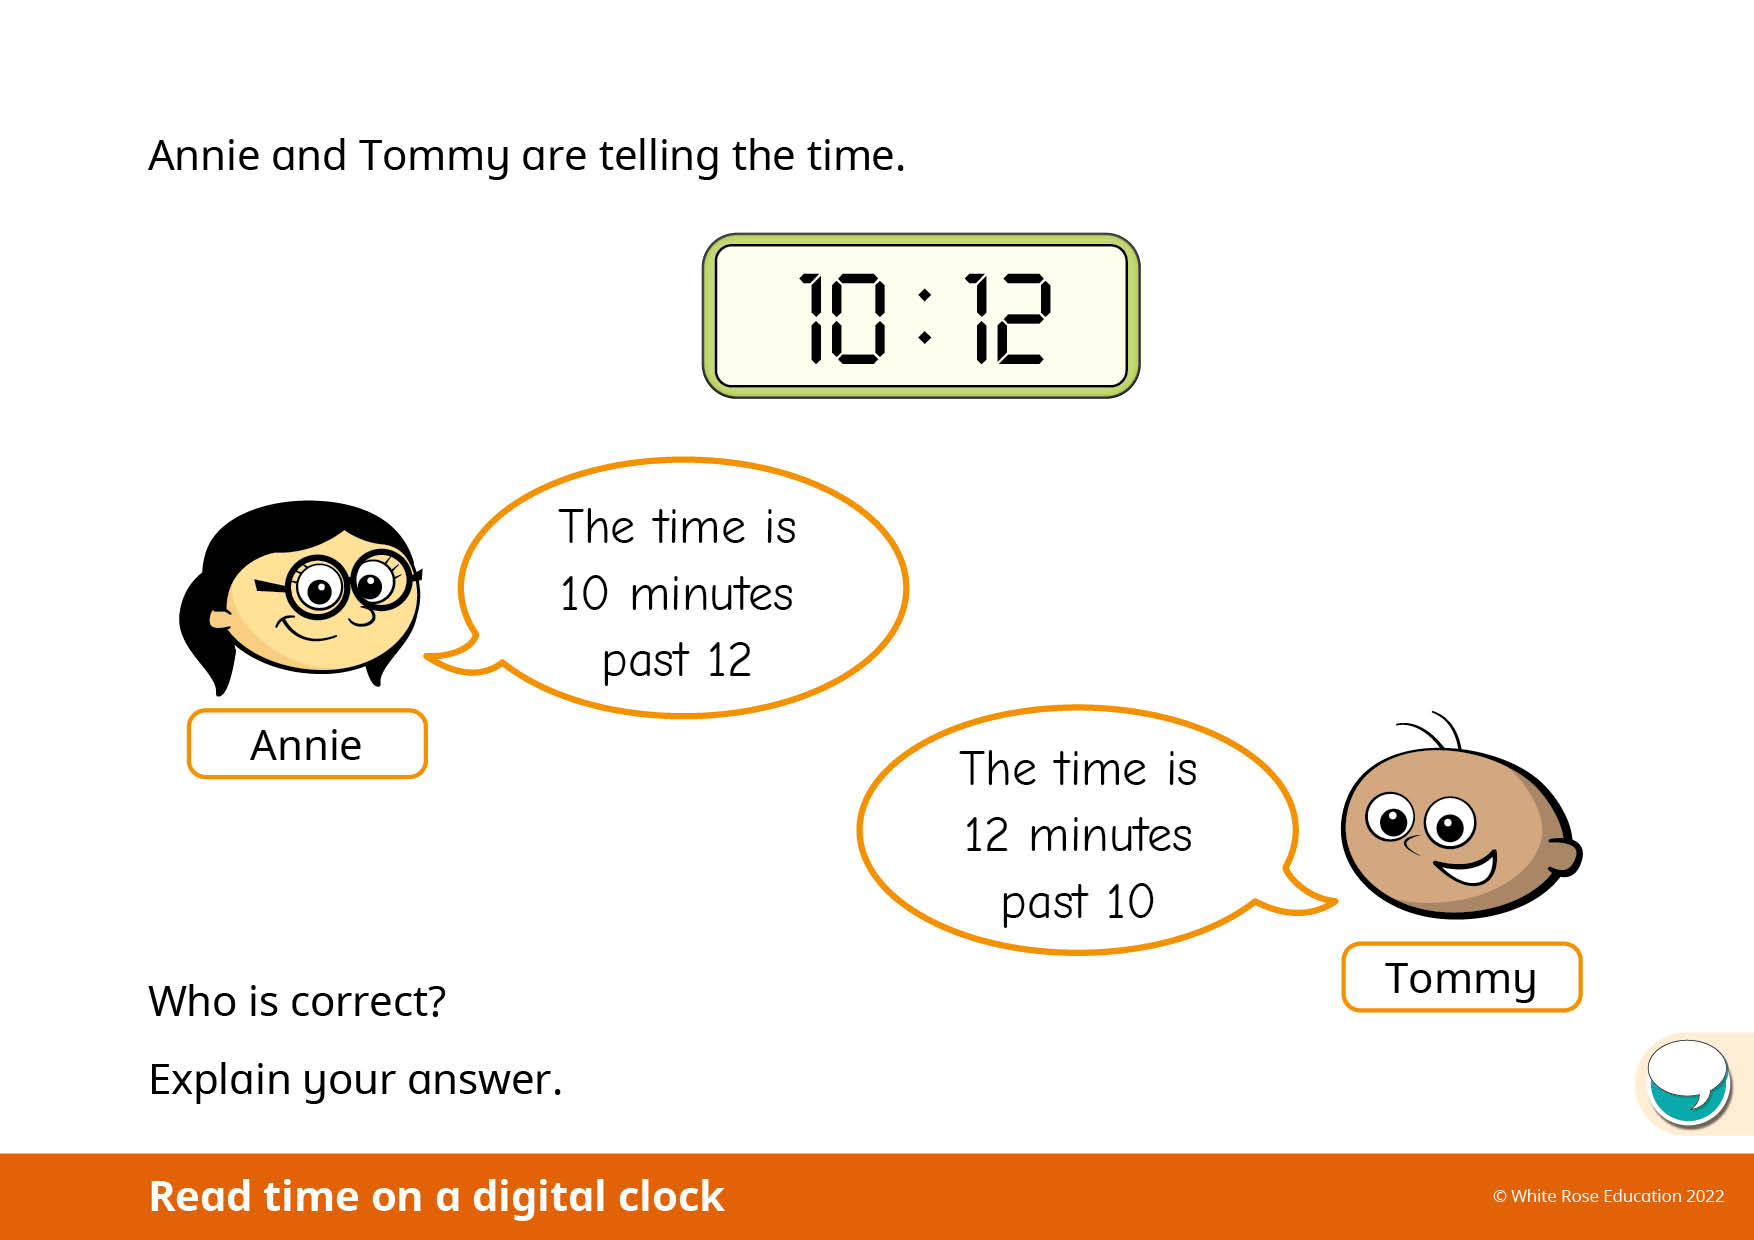 Annie and Tommy are telling the time.
10:12
The time is
10 minutes
past 12
Annie
The time is
12 minutes
past 10
Tommy
Who is correct?
Explain your answer.
Read time on a digital clock
© White Rose Education 2022